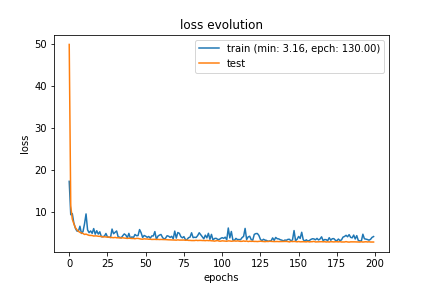 loss evolution
train (min: 3.16, epch: 130.00)
test
loss
50
40
30
20
10
0 25 50 75 100 125 150 175 200
epochs